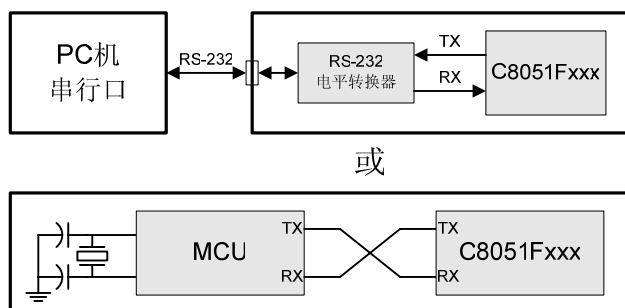 PC机
串行口
RS-232
RS-232
电平转换器
TX
RX
C8051Fxxx
或
MCU
TX
RX
TX
RX
C8051Fxxx